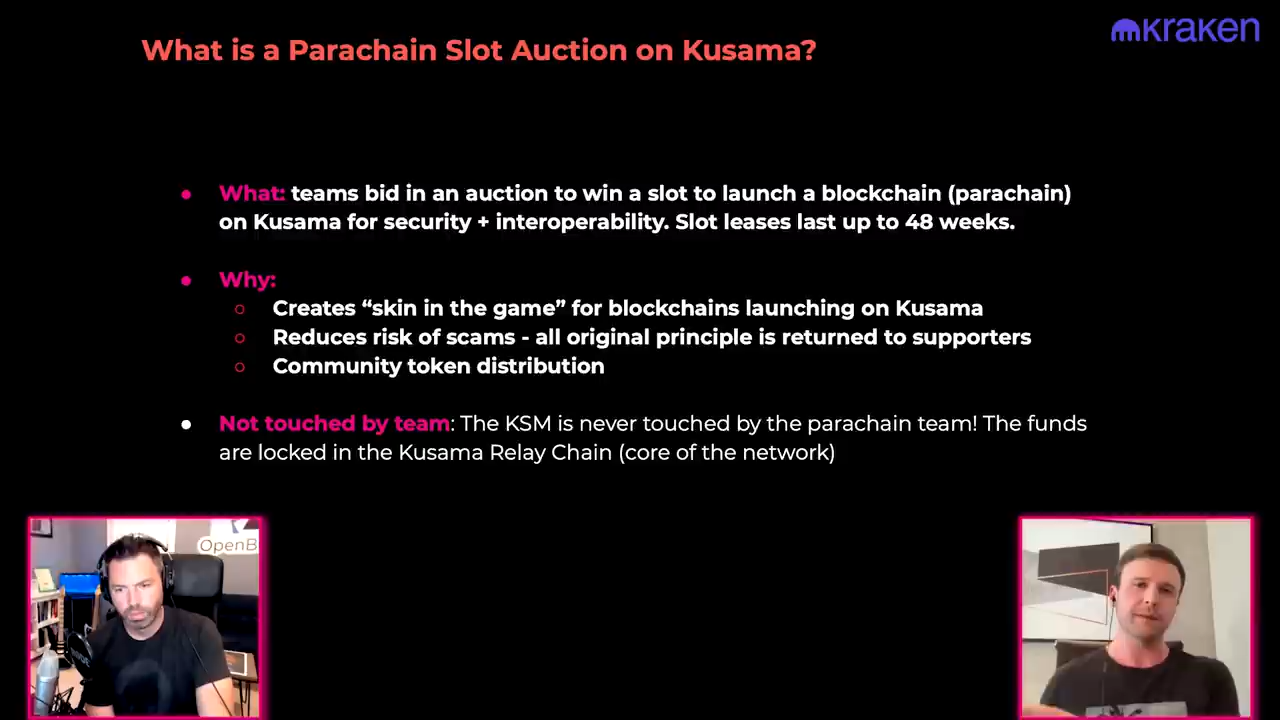 What is a Parachain Slot Auction on Kusama?
kraken
● What: teams bid in an auction to win a slot to launch a blockchain (parachain)
on Kusama for security + interoperability. Slot leases last up to 48 weeks.
● Why:
○ Creates “skin in the game” for blockchains launching on Kusama
○ Reduces risk of scams - all original principle is returned to supporters
○ Community token distribution
● Not touched by team: The KSM is never touched by the parachain team! The funds
are locked in the Kusama Relay Chain (core of the network)
OpenB